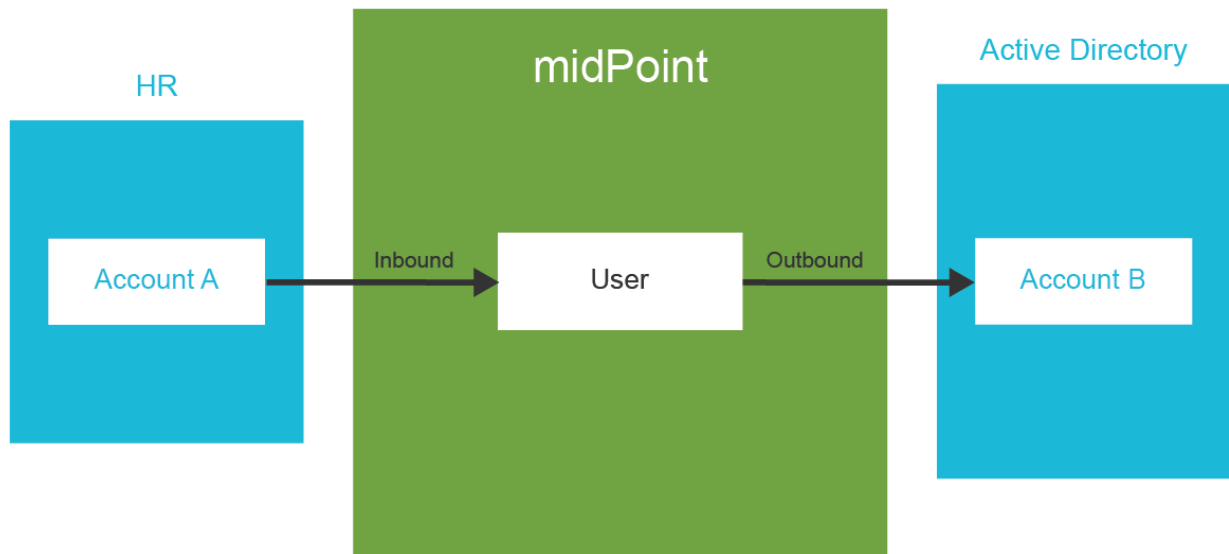 HR
midPoint
Active Directory
Account A
Inbound
User
Outbound
Account B